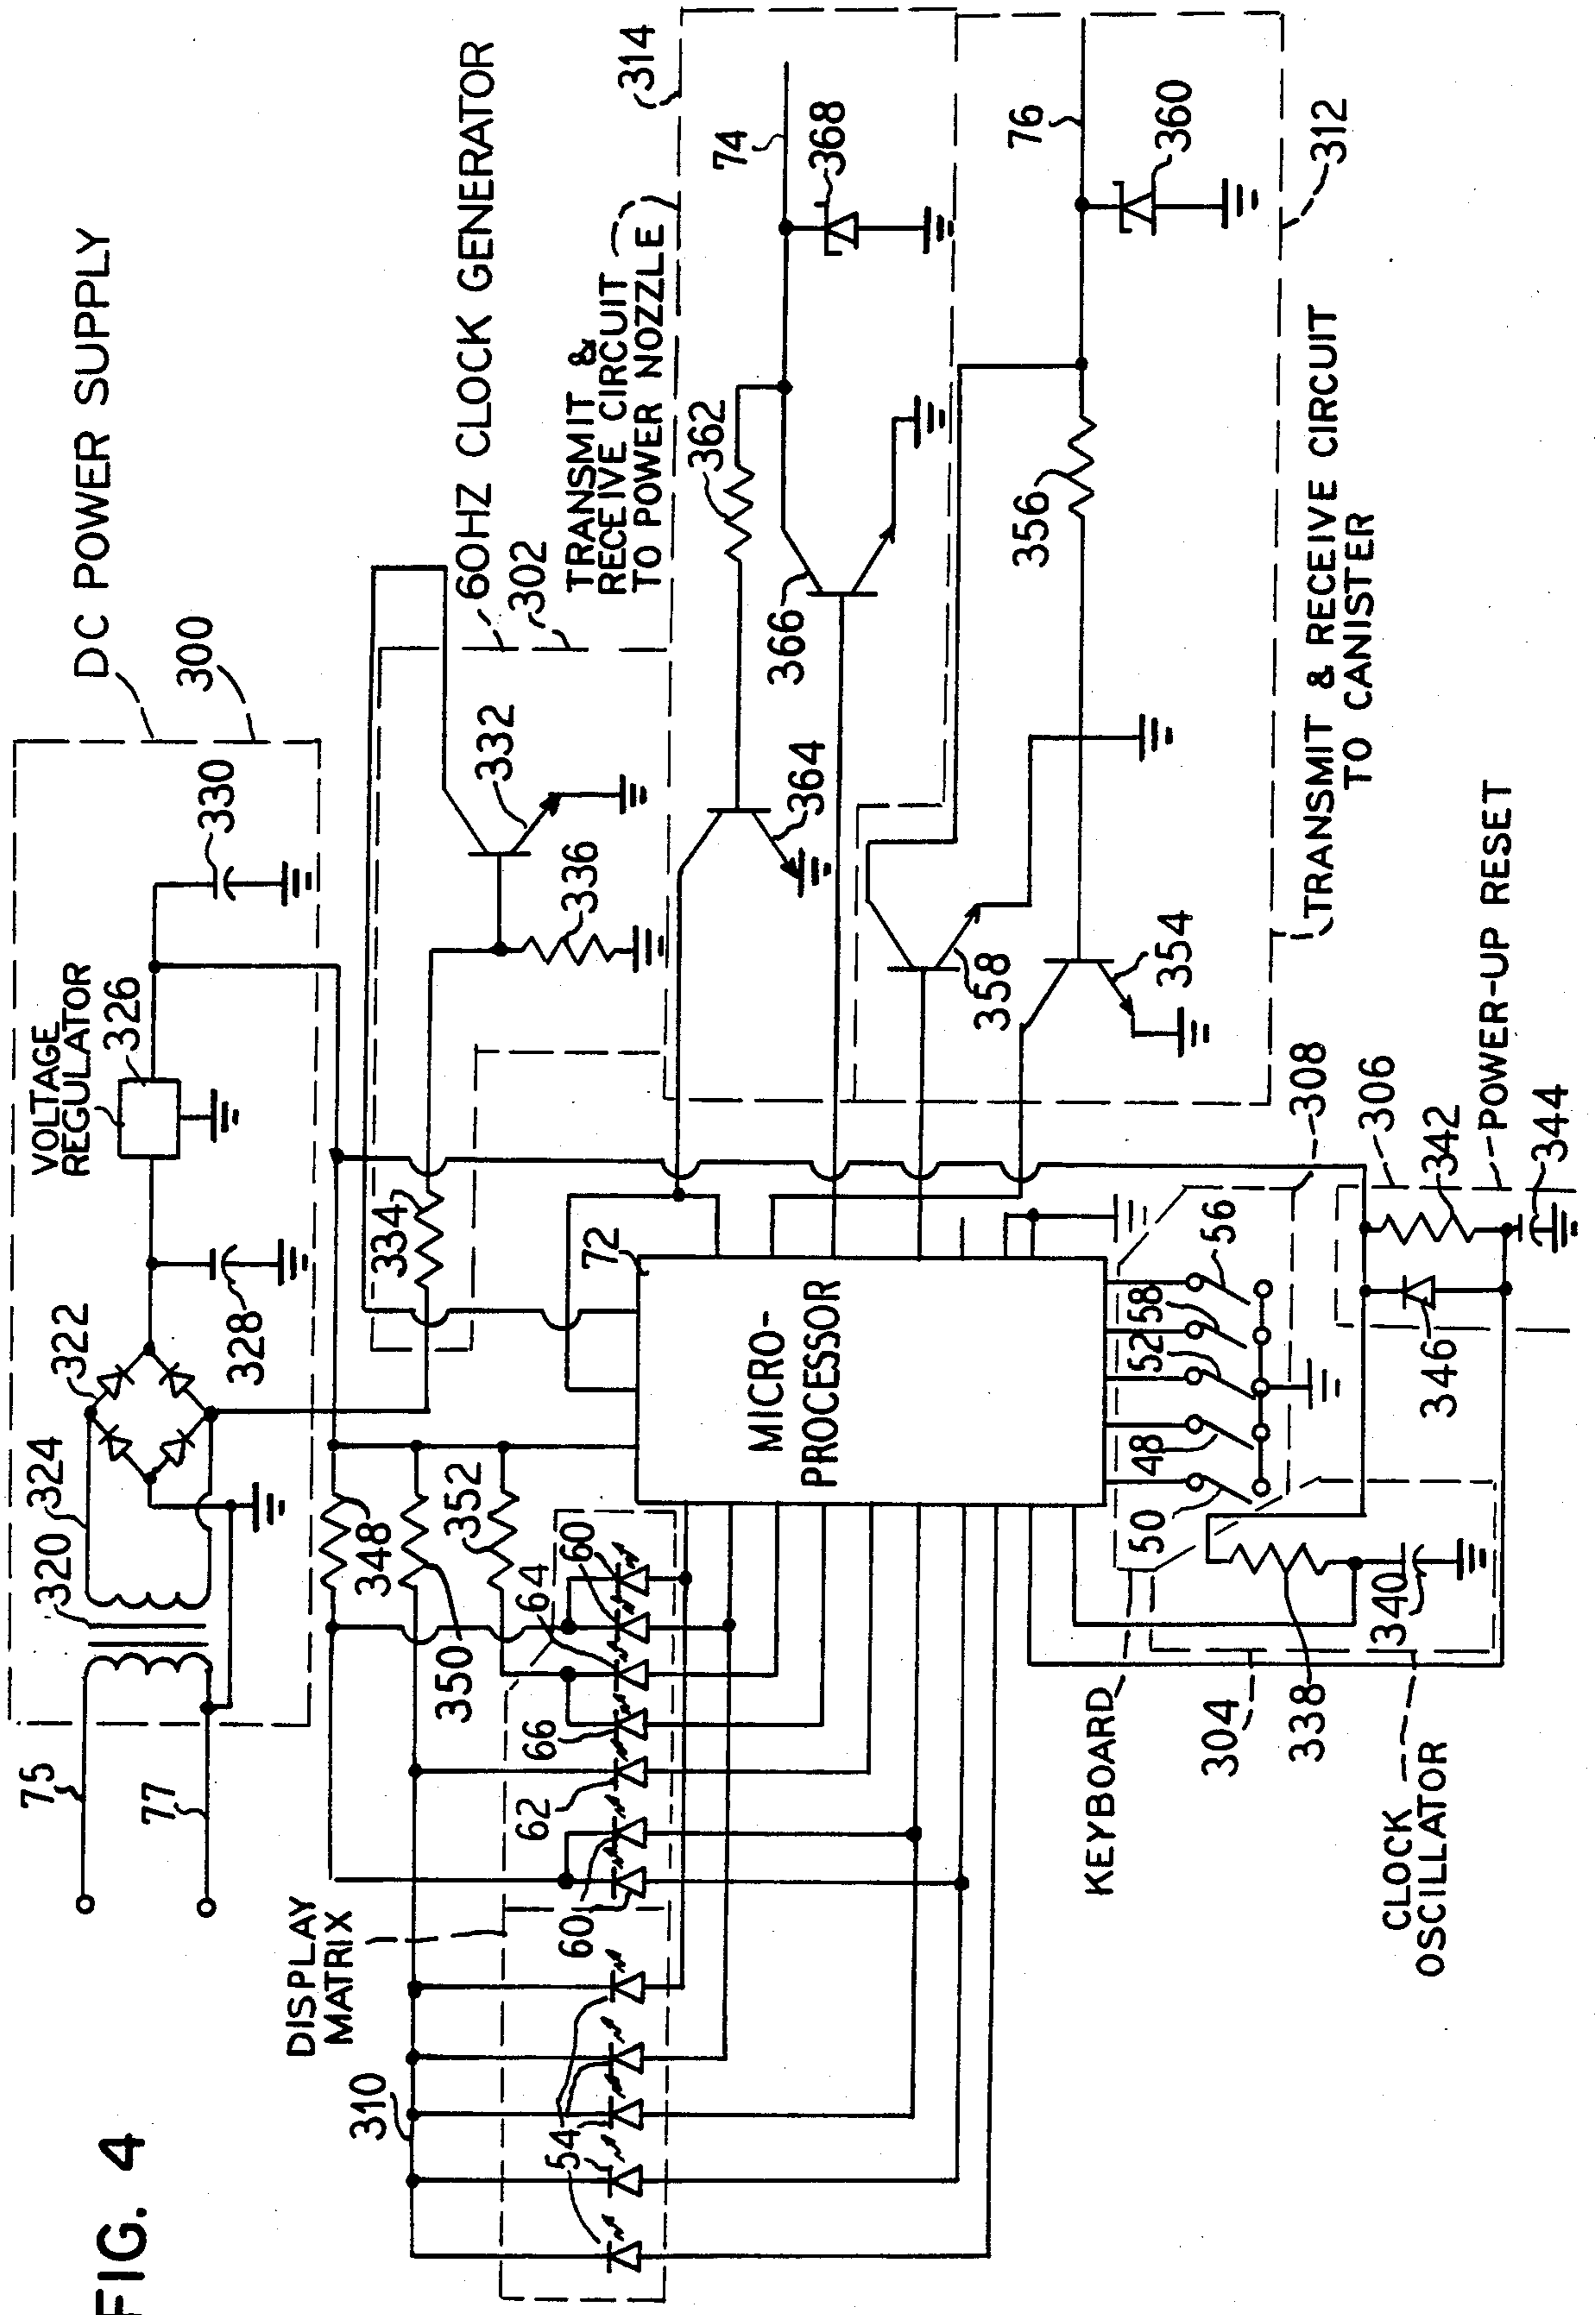 FIG. 4
DC POWER SUPPLY
300
75
77
320
324
322
VOLTAGE
REGULATOR
326
328
330
60HZ CLOCK GENERATOR
302
332
334
336
TRANSMIT &
RECEIVE CIRCUIT
TO POWER NOZZLE
314
74
368
362
366
364
76
360
356
358
354
312
TRANSMIT & RECEIVE CIRCUIT
TO CANISTER
348
350
352
DISPLAY
MATRIX
310
54
60
62
66
64
60
72
MICRO-
PROCESSOR
KEYBOARD
50
48
52
58
56
308
306
342
POWER-UP RESET
344
346
304
338
340
CLOCK
OSCILLATOR